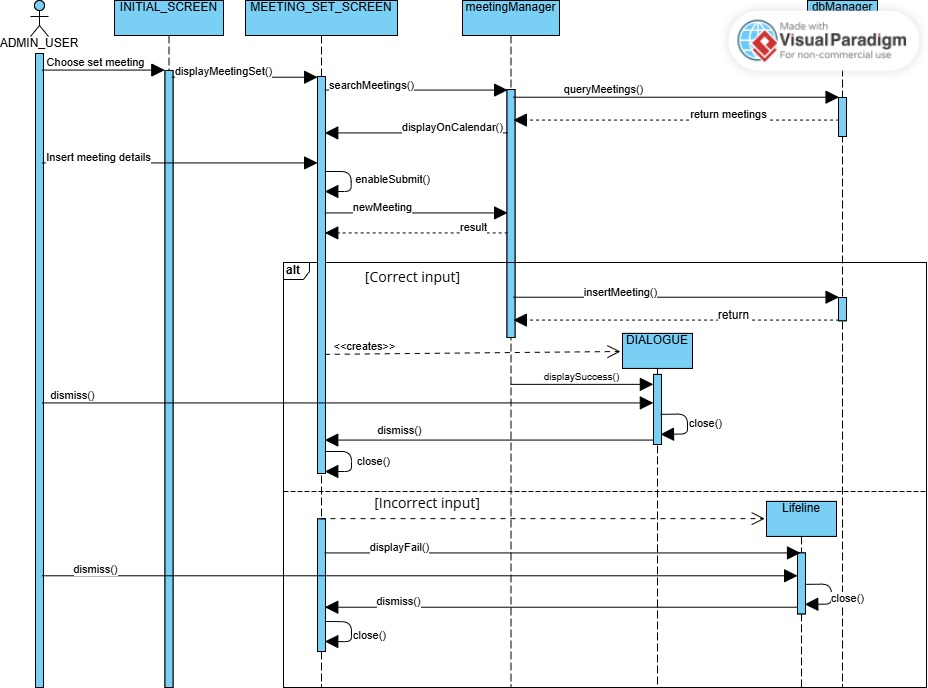 INITIAL_SCREEN
MEETING_SET_SCREEN
meetingManager
dbManager
Made with
VisualParadigm
For non-commercial use
ADMIN_USER
Choose set meeting
displayMeetingSet()
searchMeetings()
queryMeetings()
return meetings
displayOnCalendar()
Insert meeting details
enableSubmit()
newMeeting
result
alt
[Correct input]
insertMeeting()
return
<<creates>>
DIALOGUE
displaySuccess()
dismiss()
close()
dismiss()
close()
[Incorrect input]
Lifeline
displayFail()
dismiss()
close()
dismiss()
close()